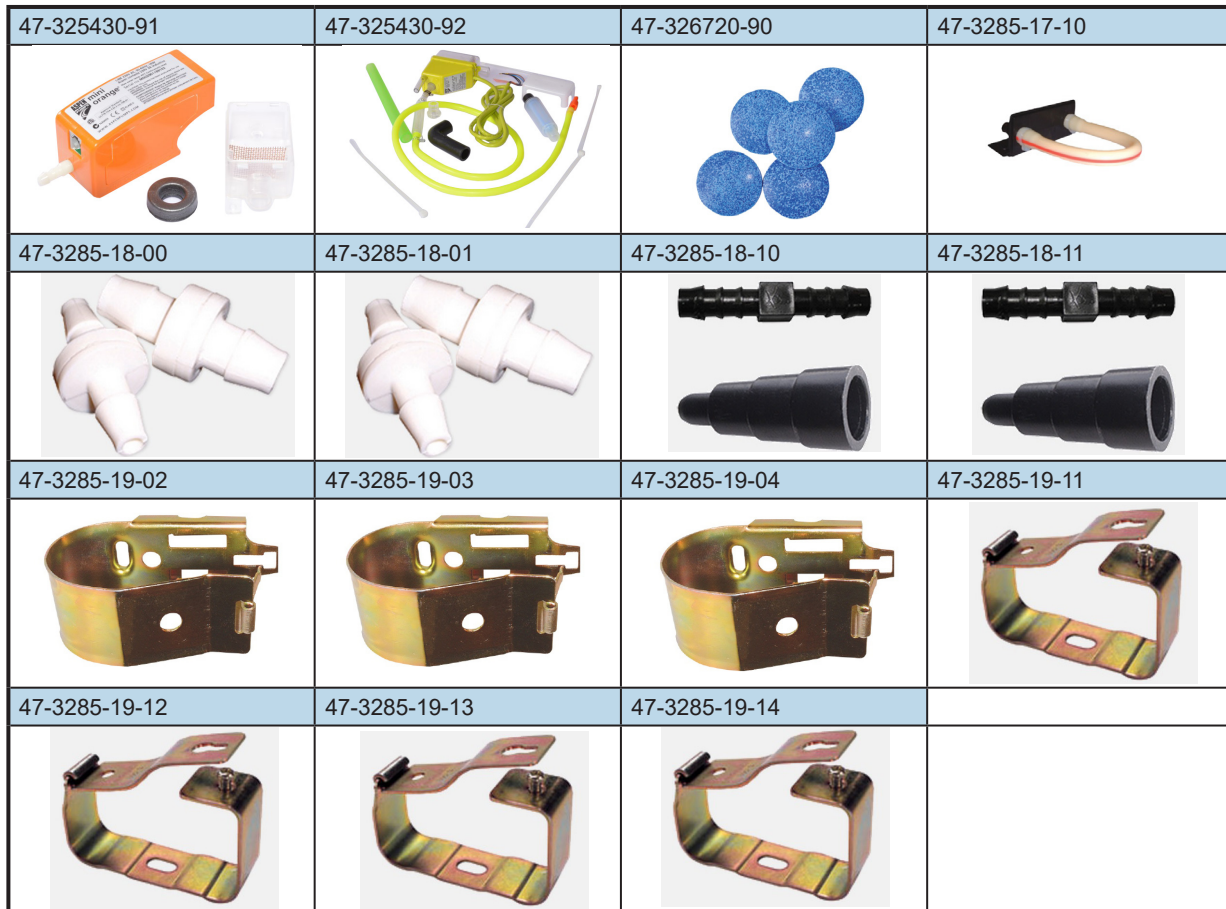 47-325430-91 47-325430-92 47-326720-90 47-3285-17-10
ASPEN
mini
orange
47-3285-18-00 47-3285-18-01 47-3285-18-10 47-3285-18-11
47-3285-19-02 47-3285-19-03 47-3285-19-04 47-3285-19-11
47-3285-19-12 47-3285-19-13 47-3285-19-14